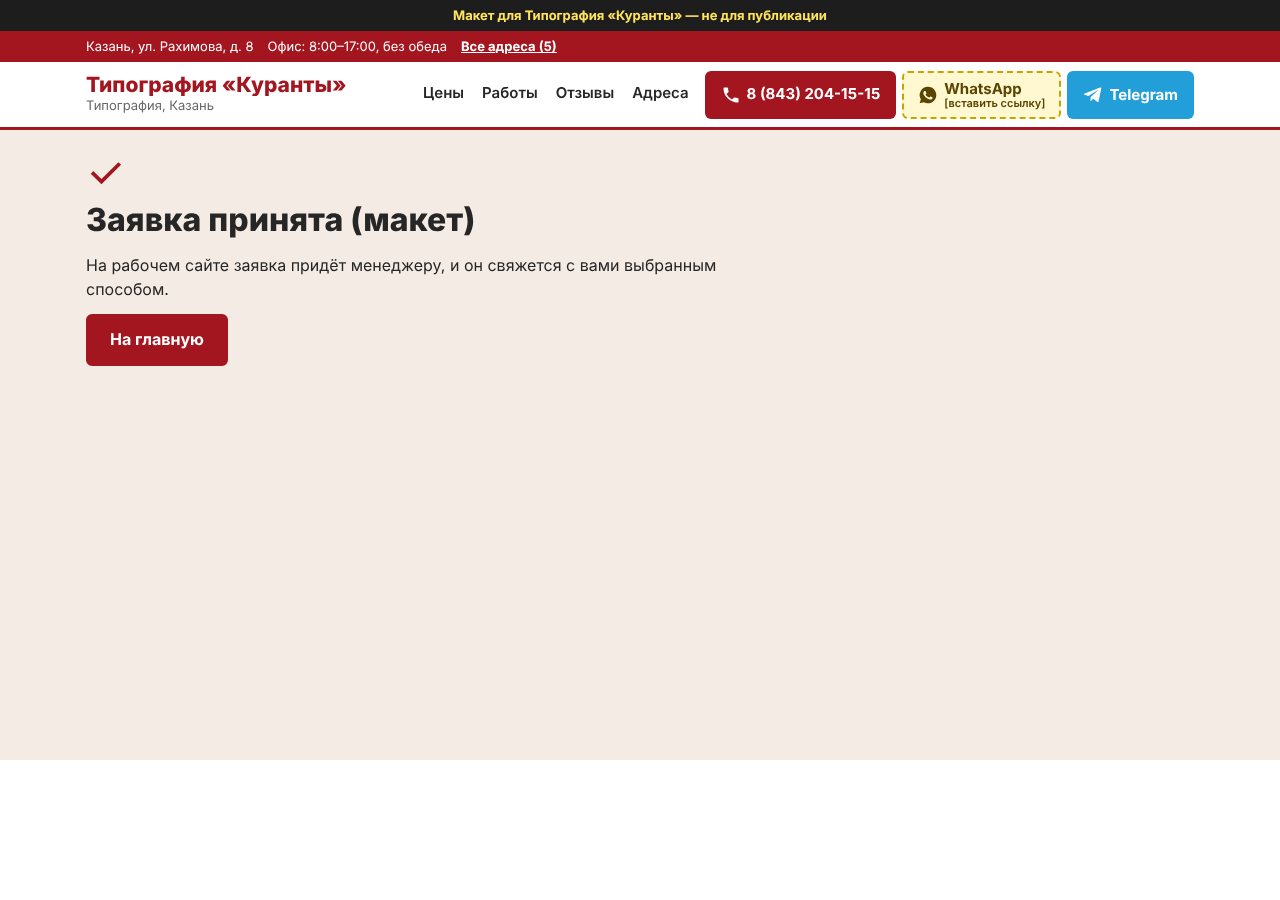 Макет для Типография «Куранты» — не для публикации
Казань, ул. Рахимова, д. 8 Офис: 8:00–17:00, без обеда Все адреса (5)
Типография «Куранты»
Типография, Казань
Цены Работы Отзывы Адреса
8 (843) 204-15-15
WhatsApp
[вставить ссылку]
Telegram
Заявка принята (макет)
На рабочем сайте заявка придёт менеджеру, и он свяжется с вами выбранным
способом.
На главную